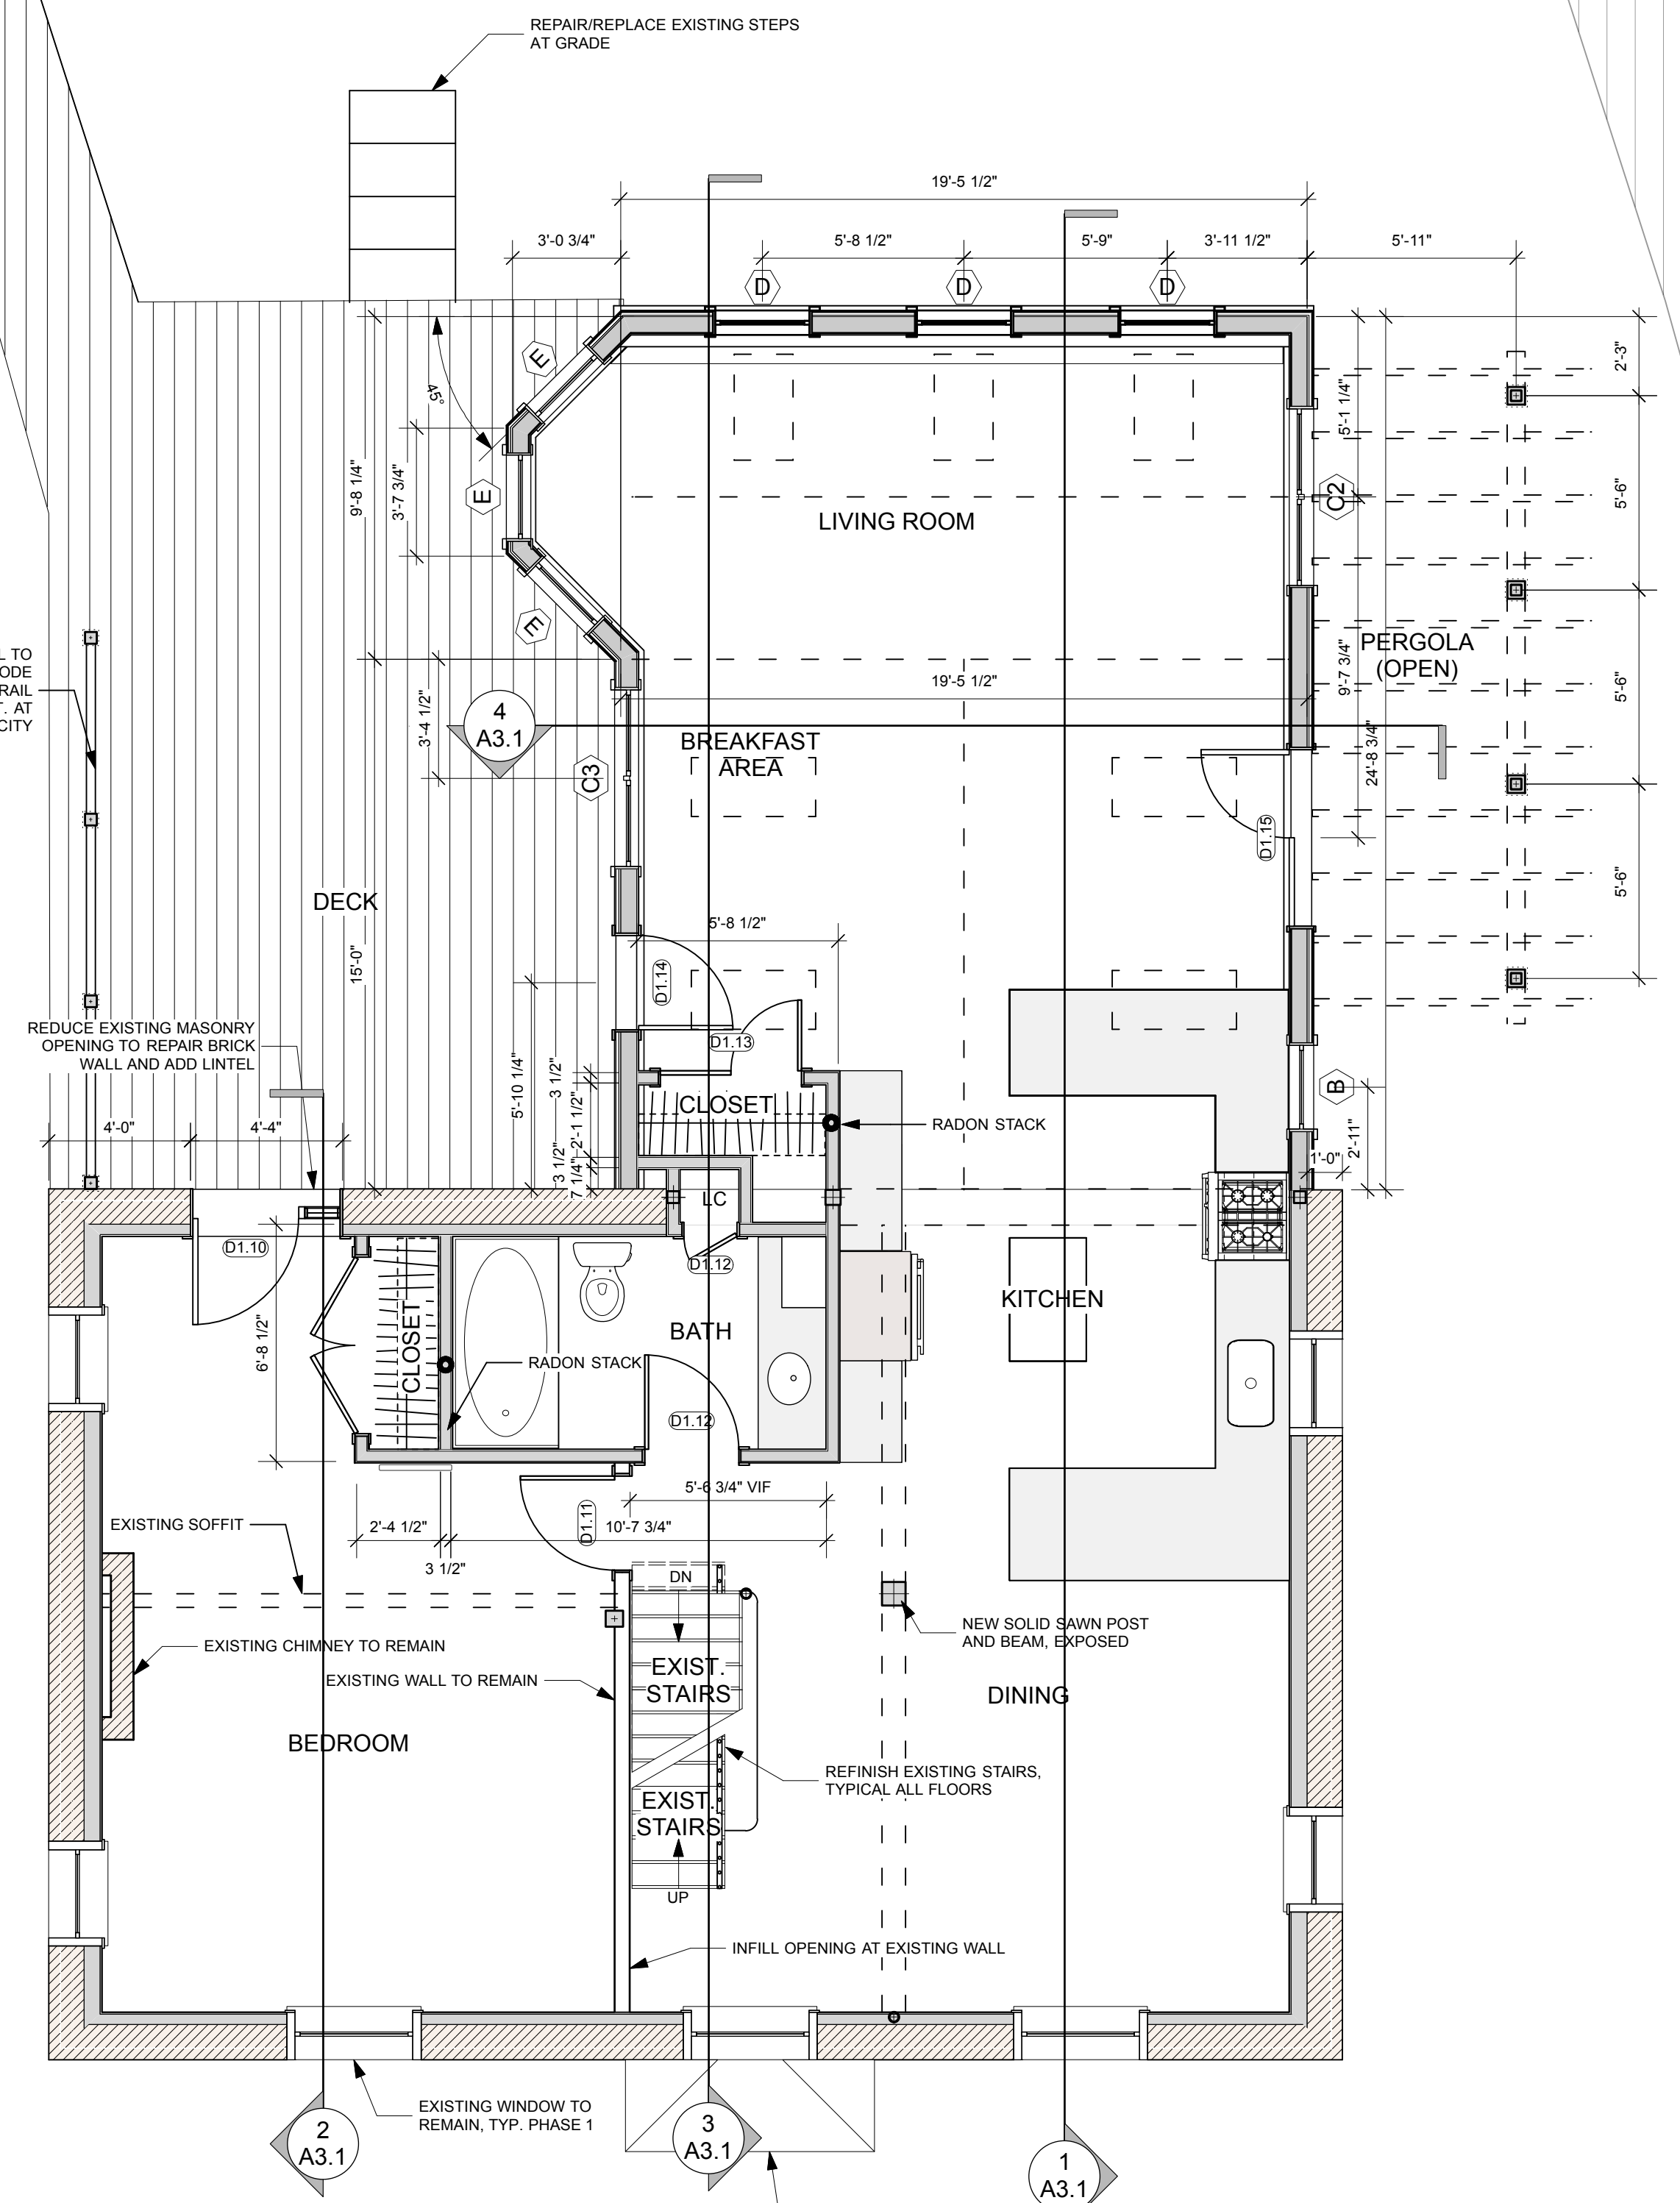 REPAIR/REPLACE EXISTING STEPS
AT GRADE
19'-5 1/2"
3'-0 3/4"
5'-8 1/2"
5'-9"
3'-11 1/2"
5'-11"
D
D
D
E
45°
E
E
9'-8 1/4"
3'-7 3/4"
3'-4 1/2"
LIVING ROOM
5'-1 1/4"
C2
2'-3"
5'-6"
5'-6"
5'-6"
PERGOLA
(OPEN)
9'-7 3/4"
24'-8 3/4"
19'-5 1/2"
L TO
ODE
RAIL
T. AT
CITY
4
A3.1
BREAKFAST
AREA
C3
D1.15
DECK
15'-0"
5'-8 1/2"
D1.14
D1.13
REDUCE EXISTING MASONRY
OPENING TO REPAIR BRICK
WALL AND ADD LINTEL
5'-10 1/4"
3 1/2"
2'-1 1/2"
3 1/2"
7 1/4"
CLOSET
RADON STACK
B
2'-11"
1'-0"
4'-0"
4'-4"
LC
D1.10
D1.12
6'-8 1/2"
CLOSET
BATH
KITCHEN
RADON STACK
D1.12
5'-6 3/4" VIF
2'-4 1/2"
10'-7 3/4"
3 1/2"
D1.11
EXISTING SOFFIT
DN
EXISTING CHIMNEY TO REMAIN
NEW SOLID SAWN POST
AND BEAM, EXPOSED
EXISTING WALL TO REMAIN
EXIST.
STAIRS
DINING
BEDROOM
REFINISH EXISTING STAIRS,
TYPICAL ALL FLOORS
EXIST.
STAIRS
UP
INFILL OPENING AT EXISTING WALL
EXISTING WINDOW TO
REMAIN, TYP. PHASE 1
2
A3.1
3
A3.1
1
A3.1